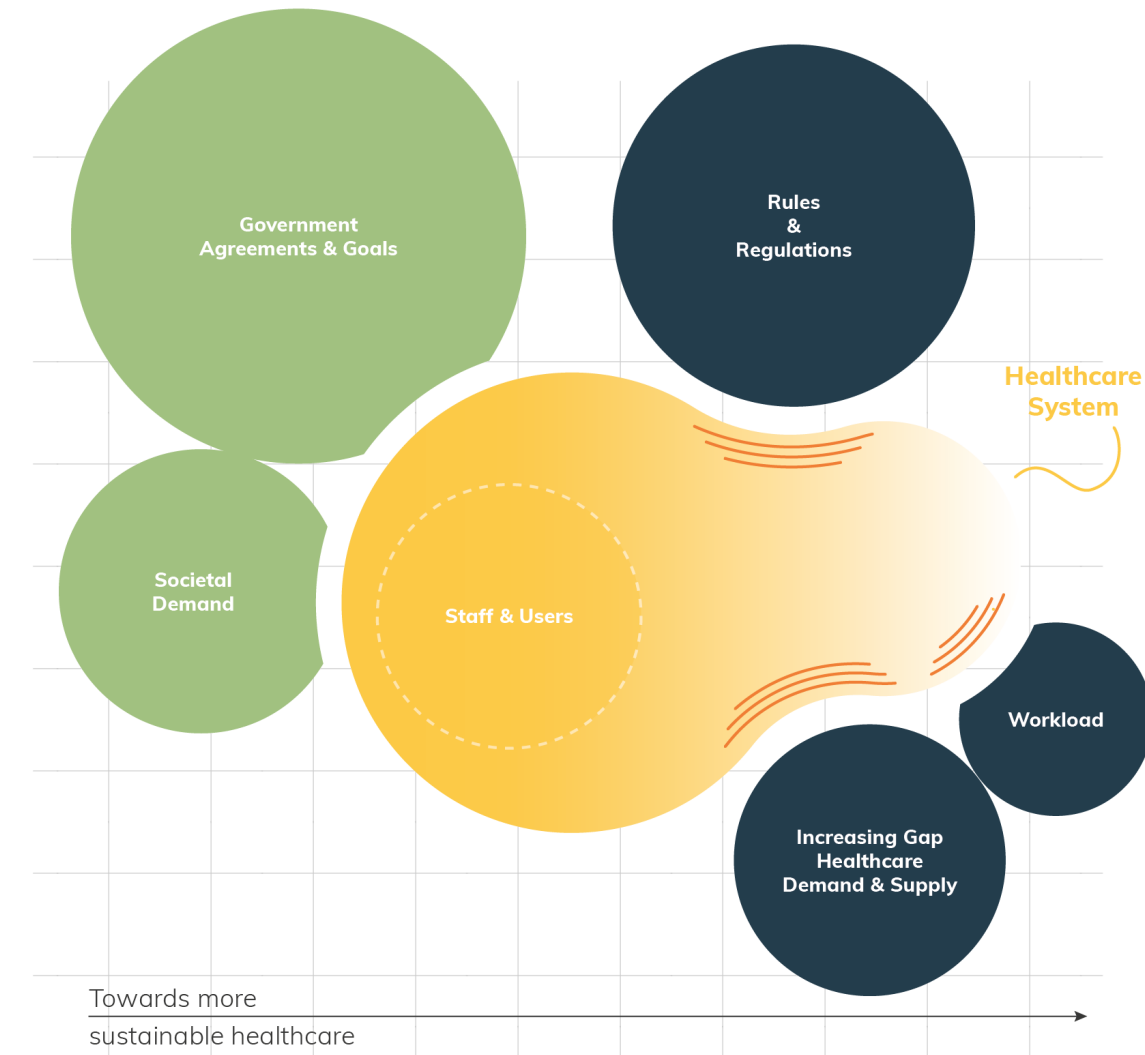 Government
Agreements & Goals
Rules
&
Regulations
Healthcare
System
Societal
Demand
Staff & Users
Workload
Increasing Gap
Healthcare
Demand & Supply
Towards more
sustainable healthcare